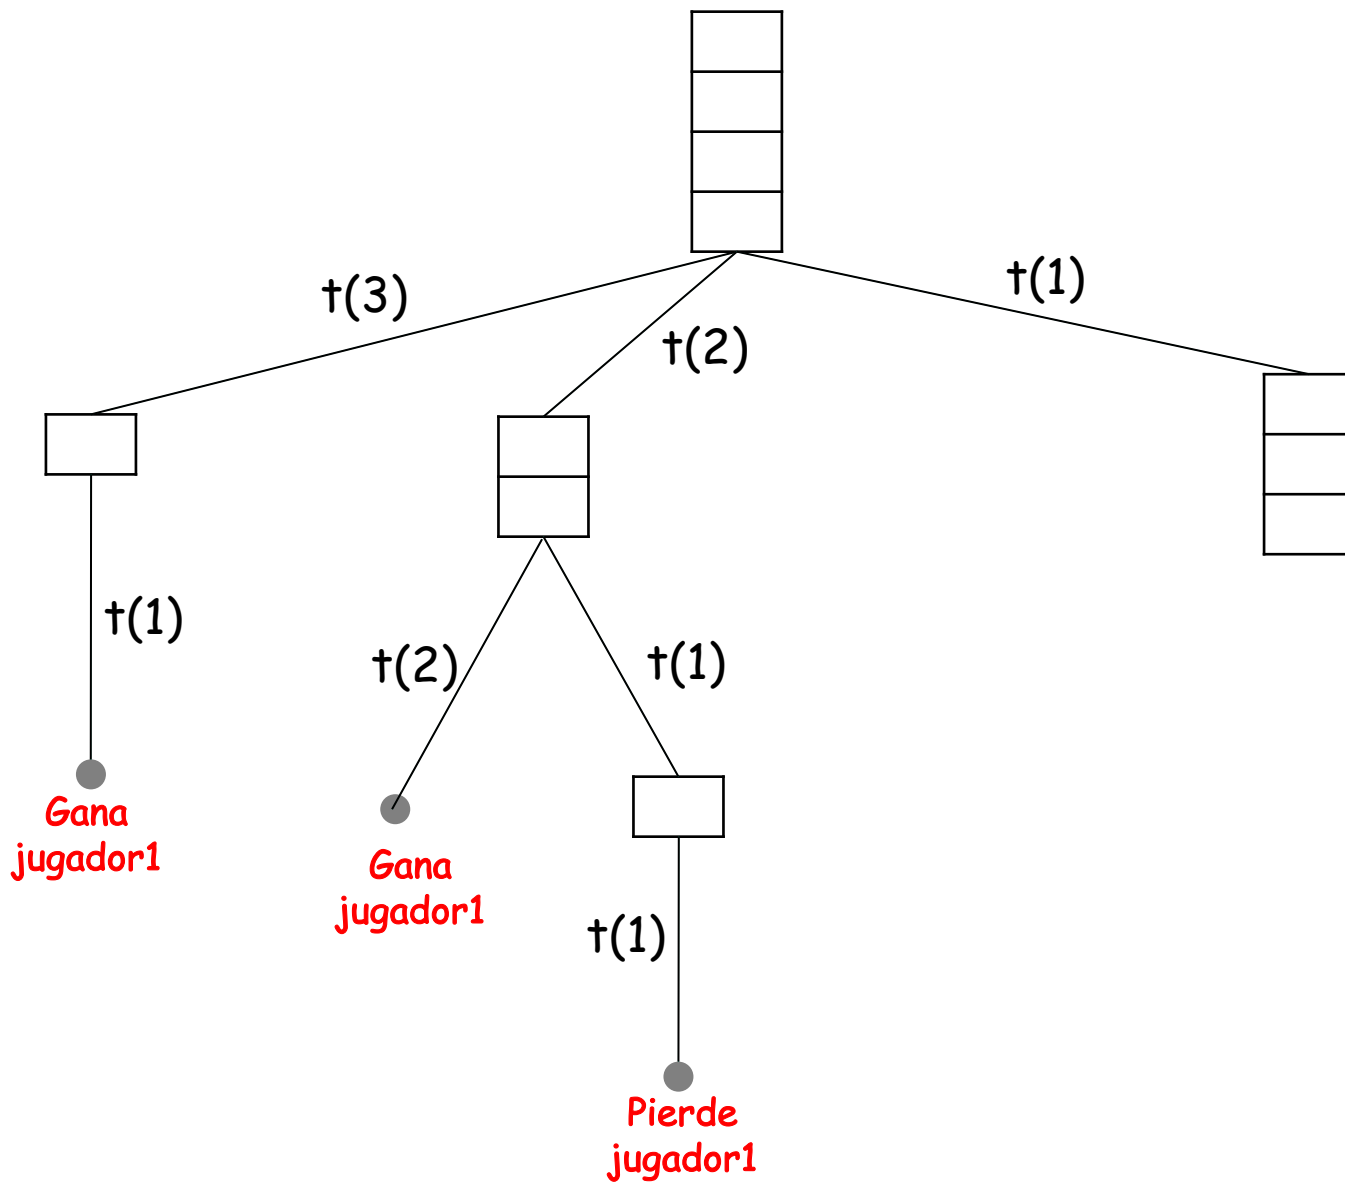 t(3)
t(2)
t(1)
t(1)
t(2)
t(1)
Gana
jugador1
Gana
jugador1
t(1)
Pierde
jugador1